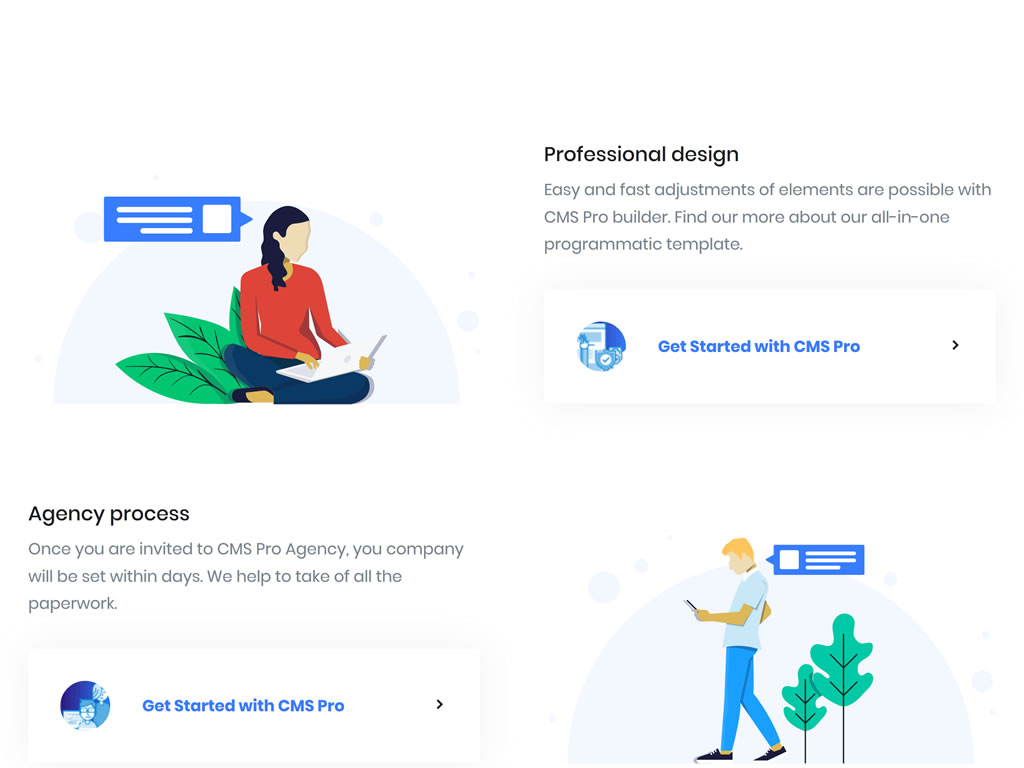 Professional design
Easy and fast adjustments of elements are possible with
CMS Pro builder. Find our more about our all-in-one
programmatic template.
Get Started with CMS Pro
Agency process
Once you are invited to CMS Pro Agency, you company
will be set within days. We help to take of all the
paperwork.
Get Started with CMS Pro